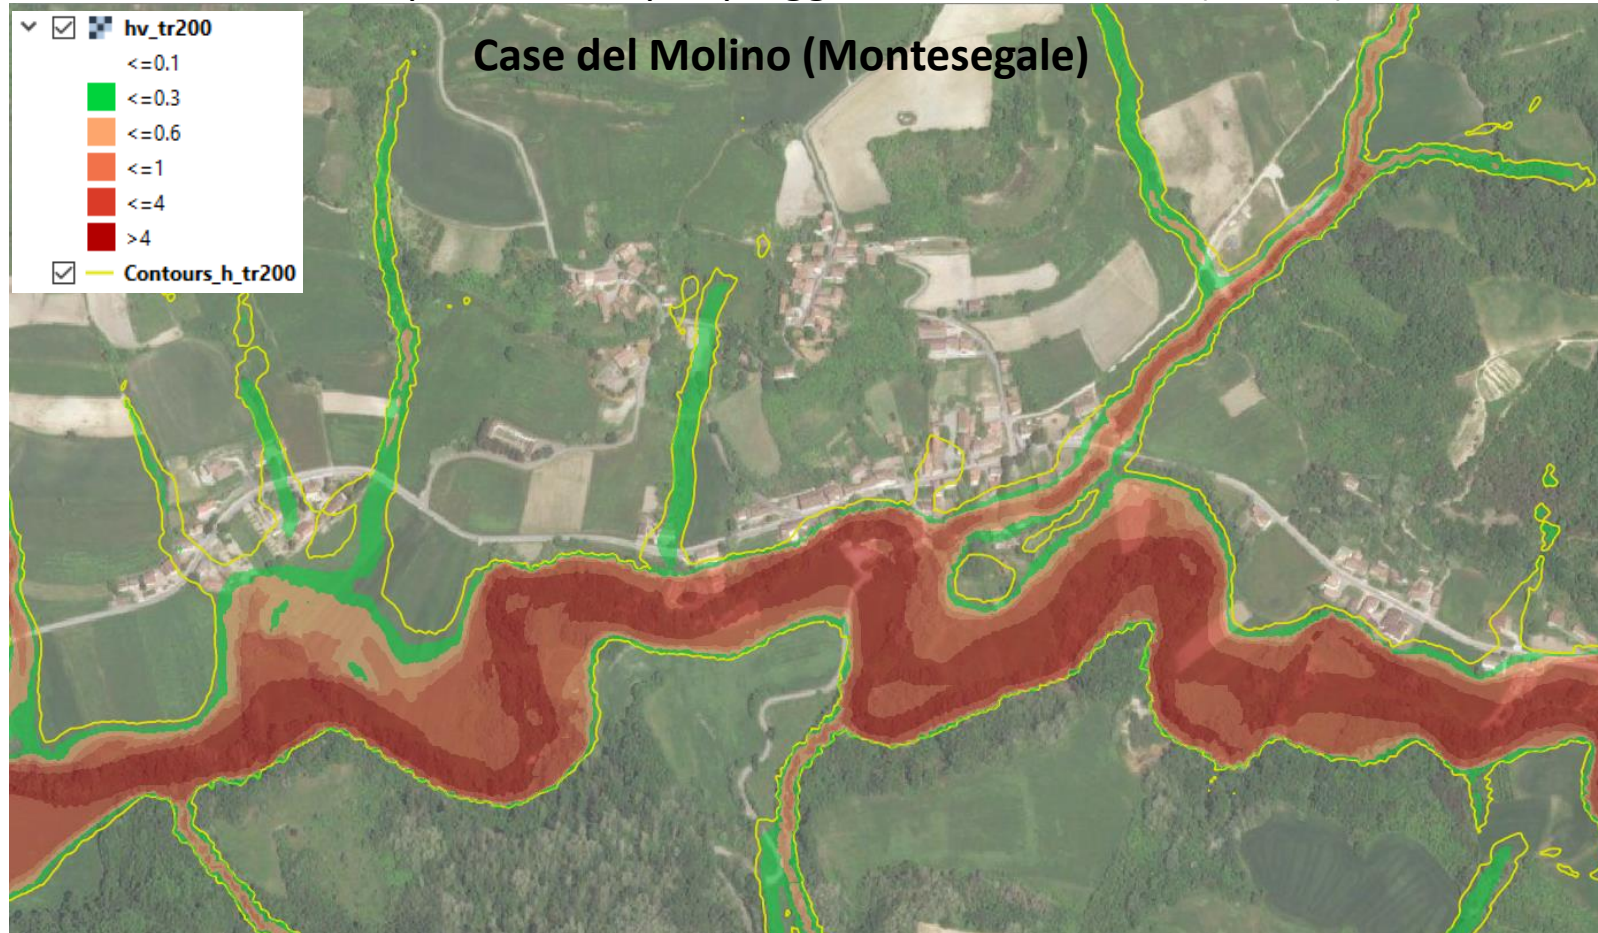 hv_tr200
<=0.1
<=0.3
<=0.6
<=1
<=4
>4
Contours_h_tr200
Case del Molino (Montesegale)